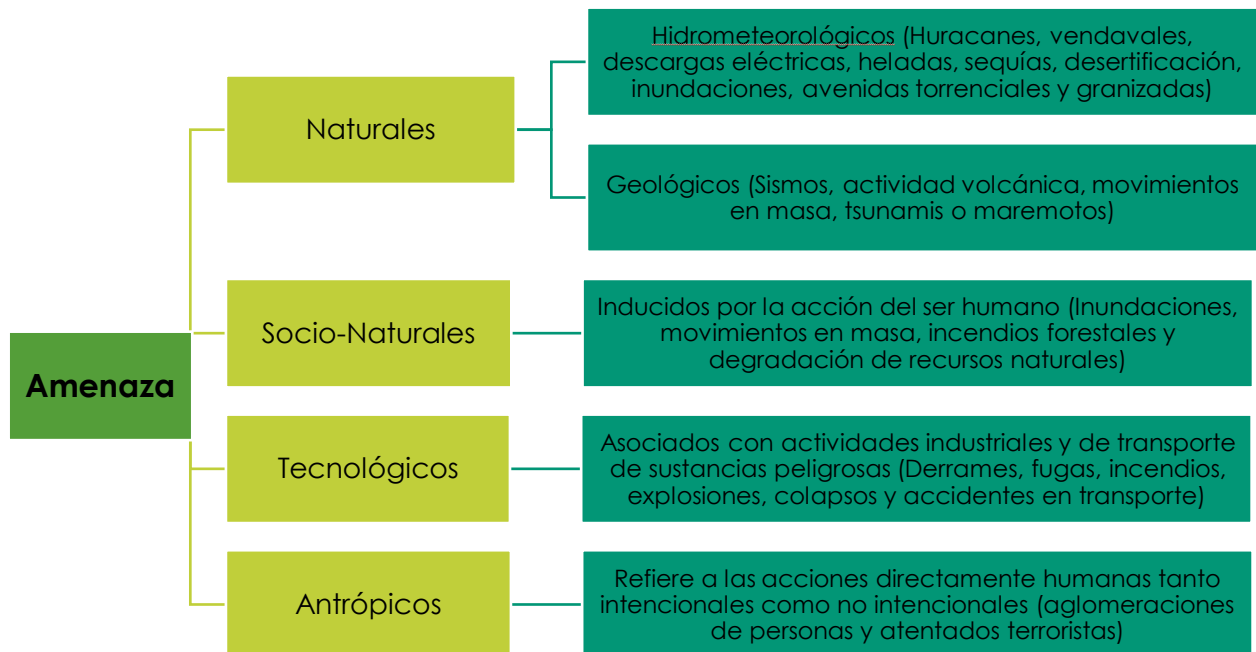 Hidrometeorológicos (Huracanes, vendavales,
descargas eléctricas, heladas, sequías, desertificación,
inundaciones, avenidas torrenciales y granizadas)
Naturales
Geológicos (Sismos, actividad volcánica, movimientos
en masa, tsunamis o maremotos)
Socio-Naturales
Inducidos por la acción del ser humano (Inundaciones,
movimientos en masa, incendios forestales y
degradación de recursos naturales)
Amenaza
Tecnológicos
Asociados con actividades industriales y de transporte
de sustancias peligrosas (Derrames, fugas, incendios,
explosiones, colapsos y accidentes en transporte)
Antrópicos
Refiere a las acciones directamente humanas tanto
intencionales como no intencionales (aglomeraciones
de personas y atentados terroristas)